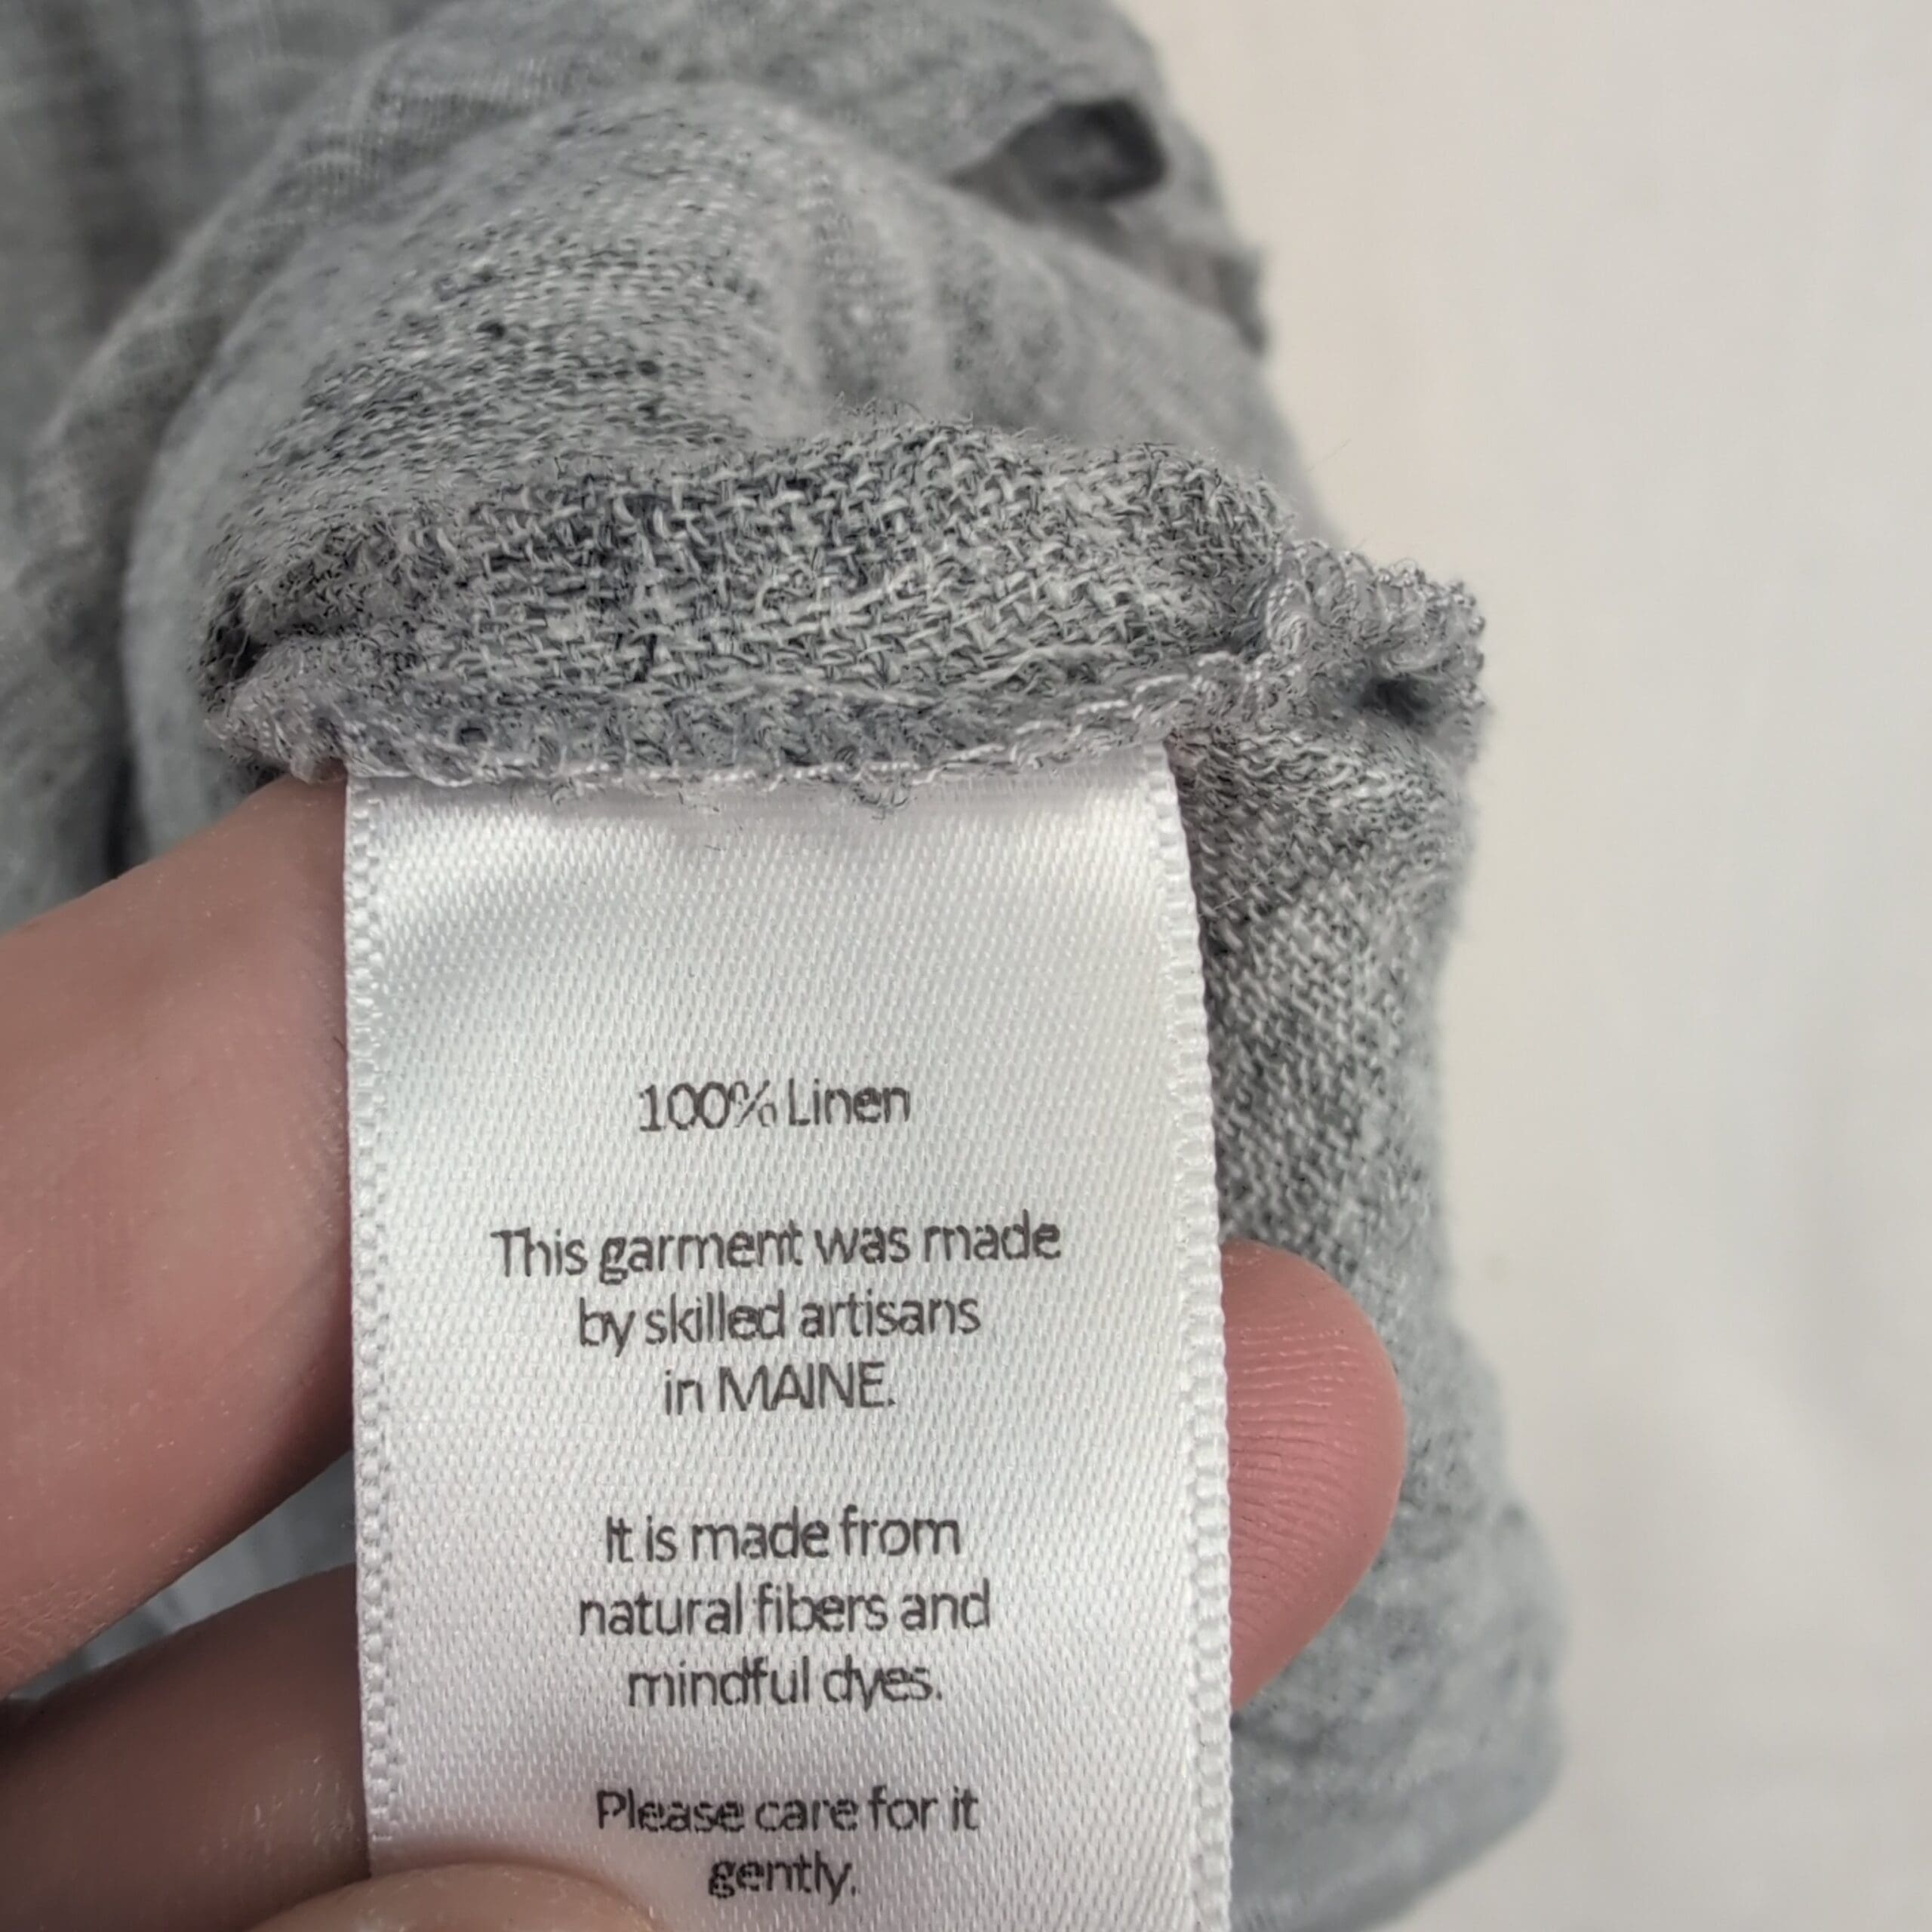 100% Linen
This garment was made
by skilled artisans
in MAINE.
It is made from
natural fibers and
mindful dyes.
Please care for it
gently.